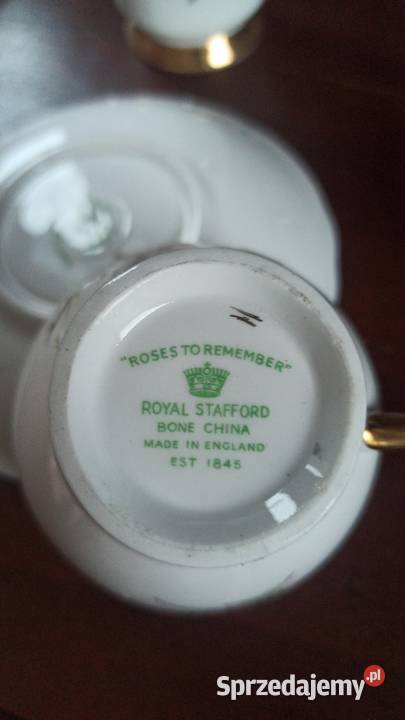 "ROSES TO REMEMBER"
ROYAL STAFFORD
BONE CHINA
MADE IN ENGLAND
EST 1845
Sprzedajemy.pl